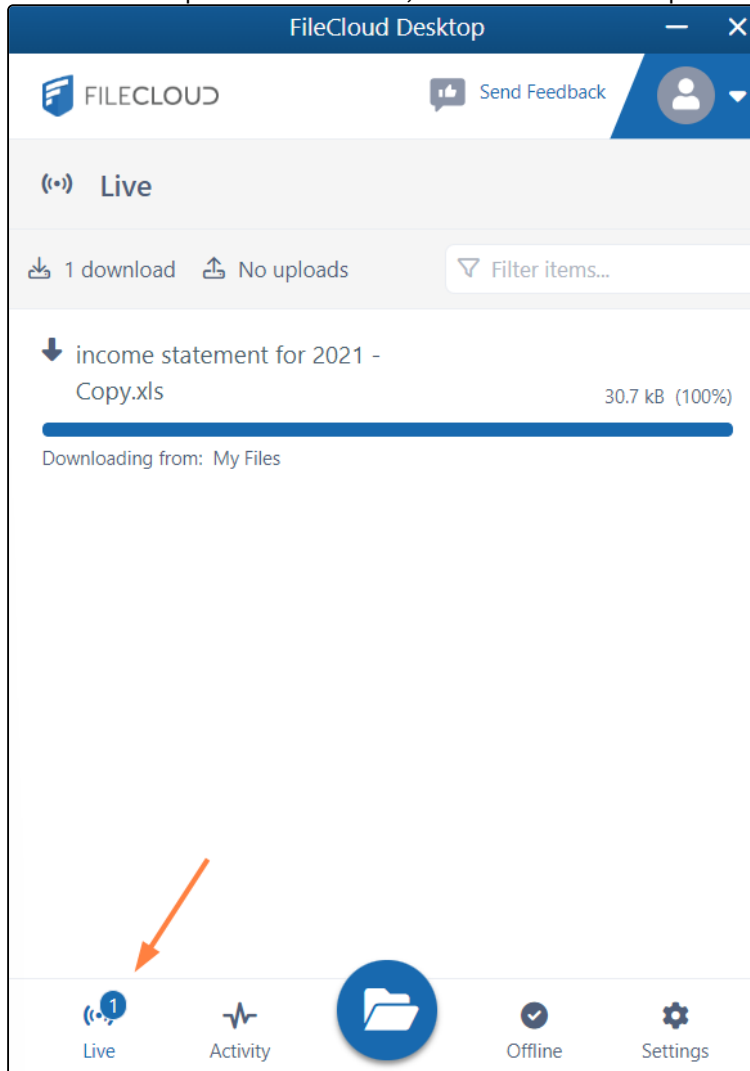 FileCloud Desktop
FILECLOUD
Send Feedback
Live
1 download No uploads Filter items...
income statement for 2021 -
Copy.xls
30.7 kB (100%)
Downloading from: My Files
1
Live Activity Offline Settings